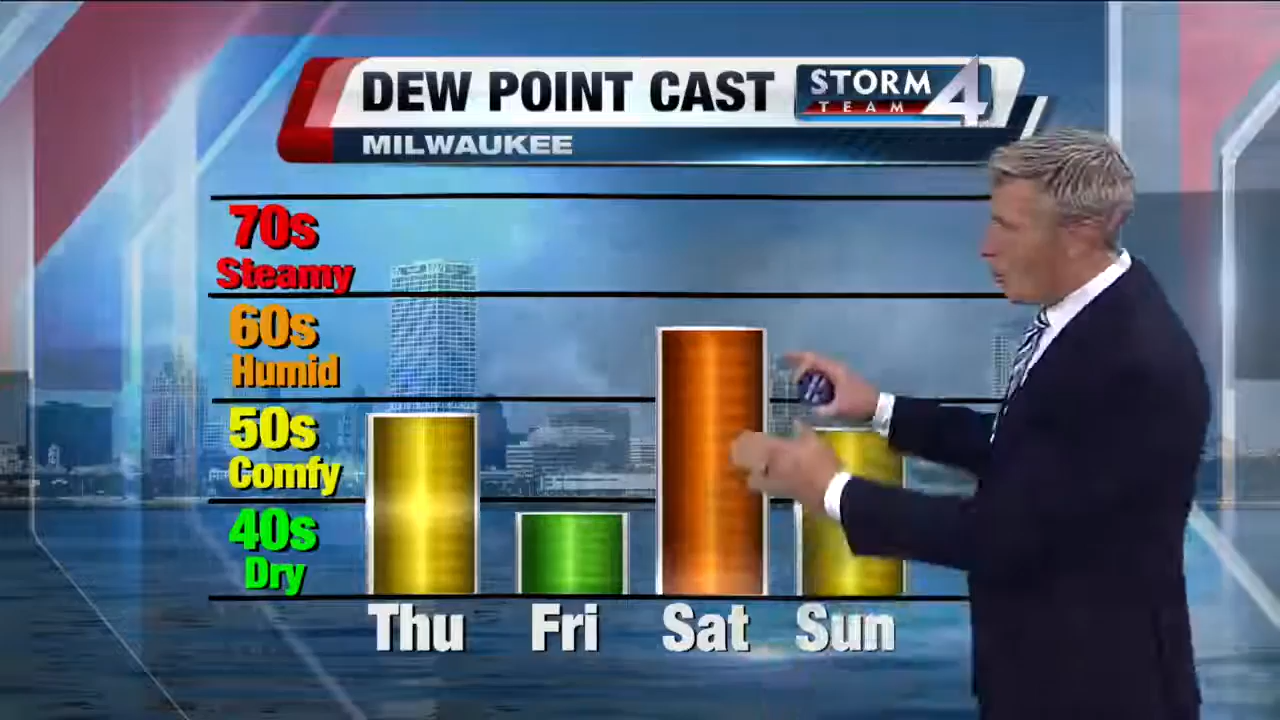 DEW POINT CAST
STORM
TEAM
4
MILWAUKEE
70s
Steamy
60s
Humid
50s
Comfy
40s
Dry
Thu Fri Sat Sun